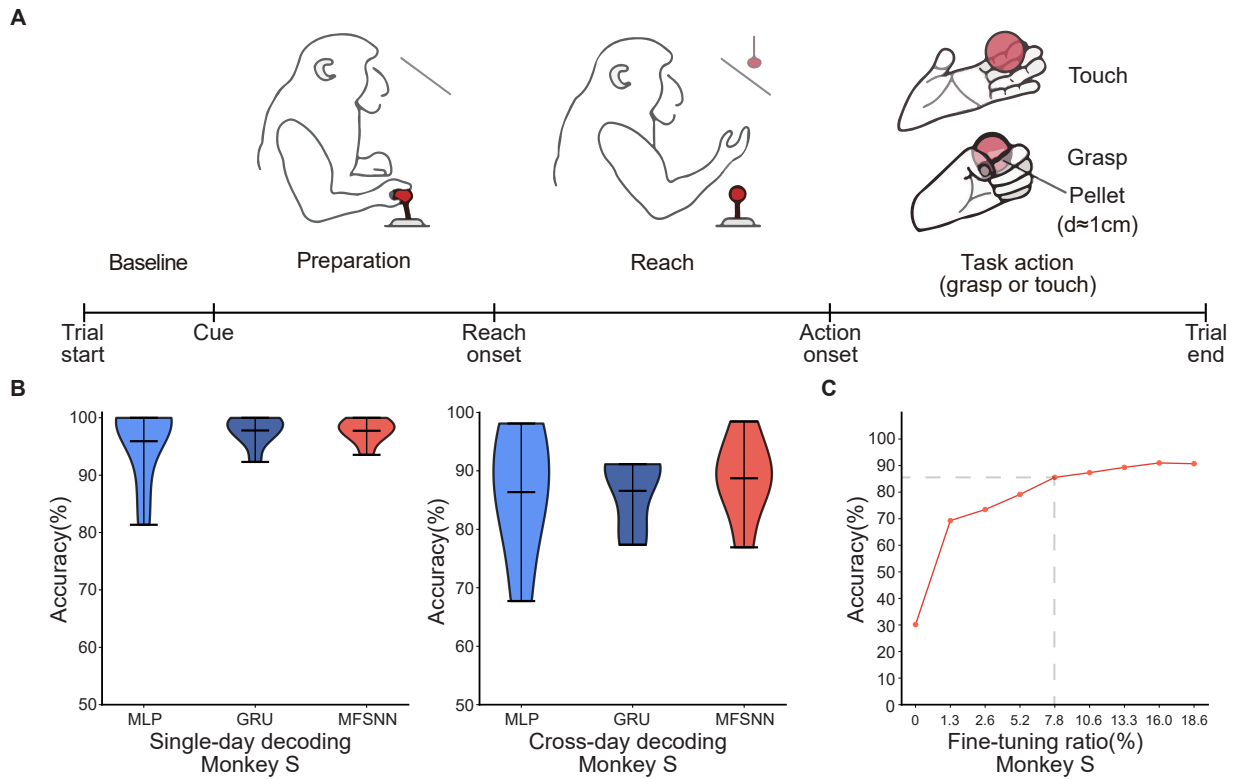 A
Touch
Grasp
Pellet
(d≈1cm)
Baseline
Preparation
Reach
Task action
(grasp or touch)
Trial
start
Cue
Reach
onset
Action
onset
Trial
end
B
Accuracy(%)
100
90
80
70
60
50
MLP
GRU
MFSNN
Single-day decoding
Monkey S
Accuracy(%)
100
90
80
70
60
50
MLP
GRU
MFSNN
Cross-day decoding
Monkey S
C
Accuracy(%)
100
90
80
70
60
50
40
30
20
10
0
0 1.3 2.6 5.2 7.8 10.6 13.3 16.0 18.6
Fine-tuning ratio(%)
Monkey S